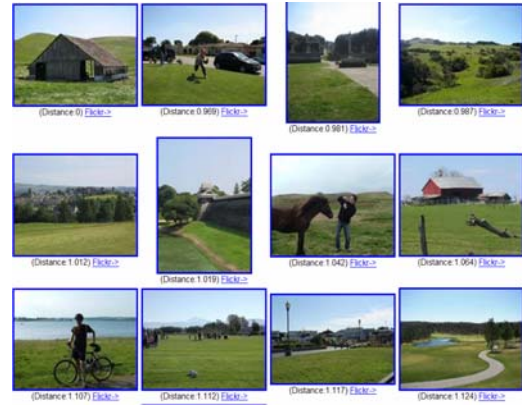 (Distance:0) Flickr->
(Distance:0.969) Flickr->
(Distance:0.981) Flickr->
(Distance:0.987) Flickr->
(Distance:1.012) Flickr->
(Distance:1.019) Flickr->
(Distance:1.042) Flickr->
(Distance:1.064) Flickr->
(Distance:1.107) Flickr->
(Distance:1.112) Flickr->
(Distance:1.117) Flickr->
(Distance:1.124) Flickr->